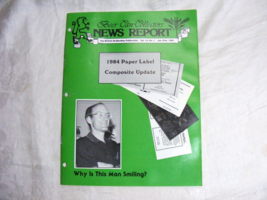 Beer Can Collectors
NEWS REPORT
1984 Paper Label
Composite Update
Why Is This Man Smiling?